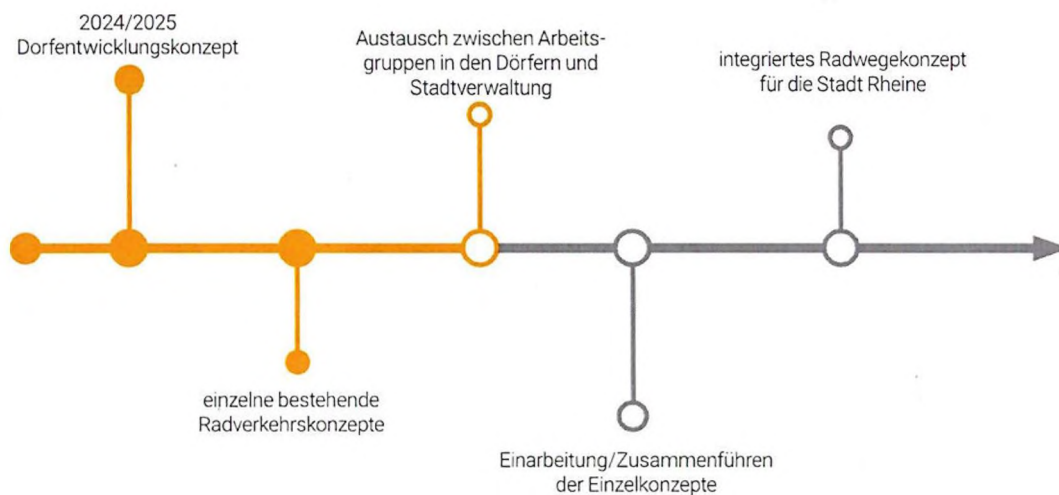 2024/2025
Dorfentwicklungskonzept
Austausch zwischen Arbeits-
gruppen in den Dörfern und
Stadtverwaltung
integriertes Radwegekonzept
für die Stadt Rheine
einzelne bestehende
Radverkehrskonzepte
Einarbeitung/Zusammenführen
der Einzelkonzepte